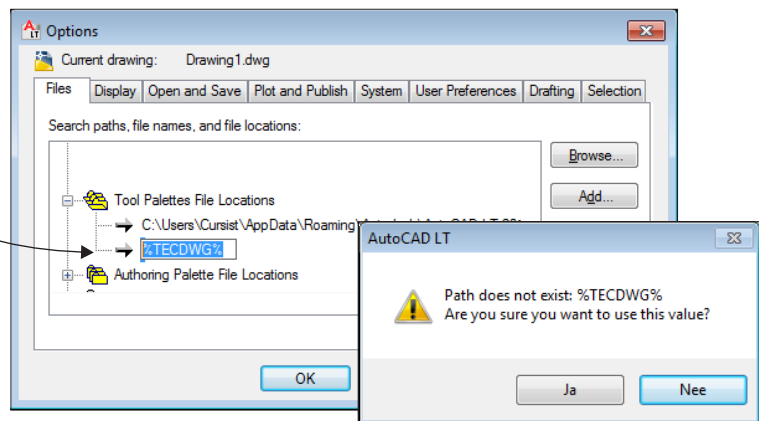 Options
Current drawing: Drawing1.dwg
Files Display Open and Save Plot and Publish System User Preferences Drafting Selection
Search paths, file names, and file locations:
Browse...
Tool Palettes File Locations
Add...
C:\Users\Cursist\AppData\Roaming
%TECDWG%
Authoring Palette File Locations
OK
AutoCAD LT
Path does not exist: %TECDWG%
Are you sure you want to use this value?
Ja Nee